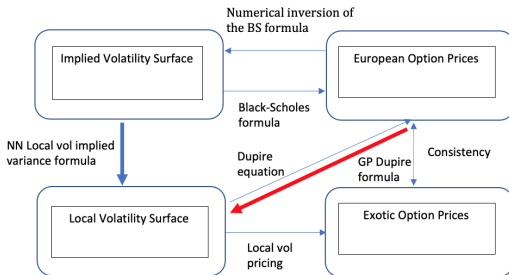 Numerical inversion of
the BS formula
Implied Volatility Surface
European Option Prices
Black-Scholes
formula
NN Local vol implied
variance formula
Dupire
equation
GP Dupire
formula
Consistency
Local Volatility Surface
Exotic Option Prices
Local vol
pricing